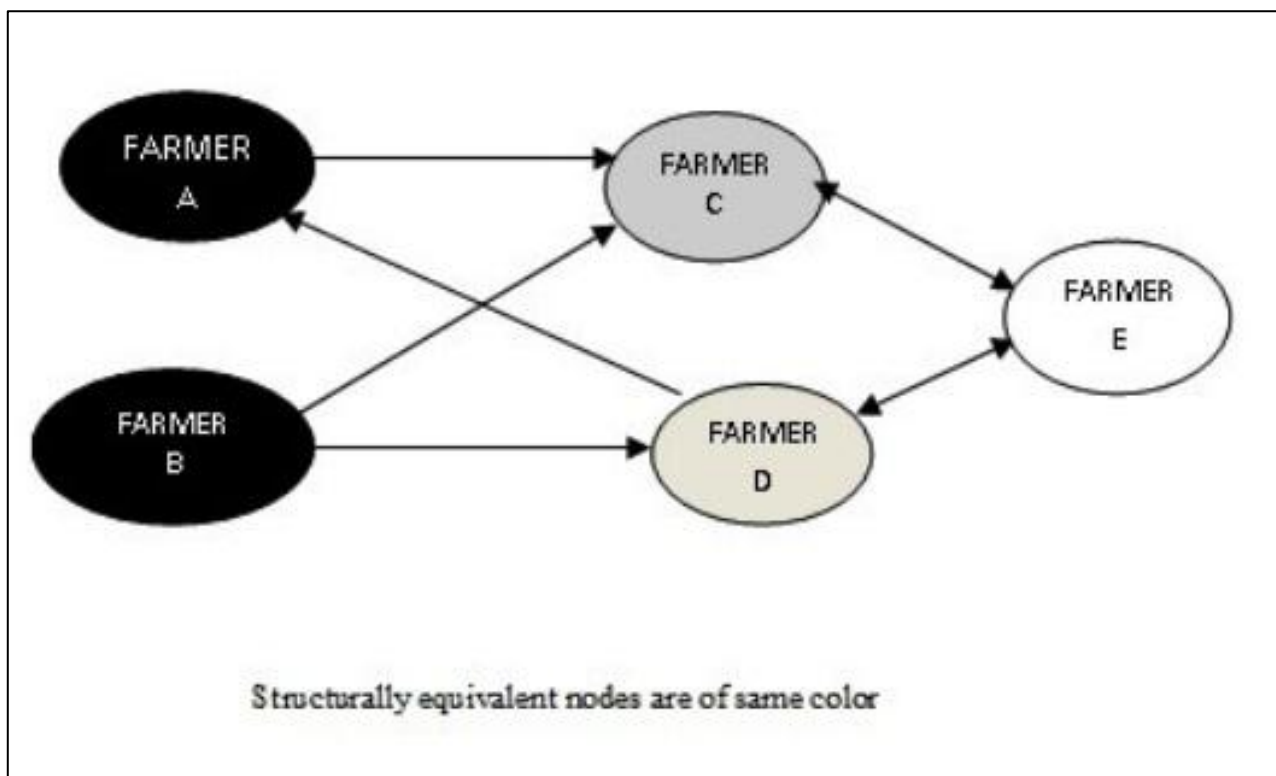 FARMER
A
FARMER
C
FARMER
E
FARMER
B
FARMER
D
Structurally equivalent nodes are of same color